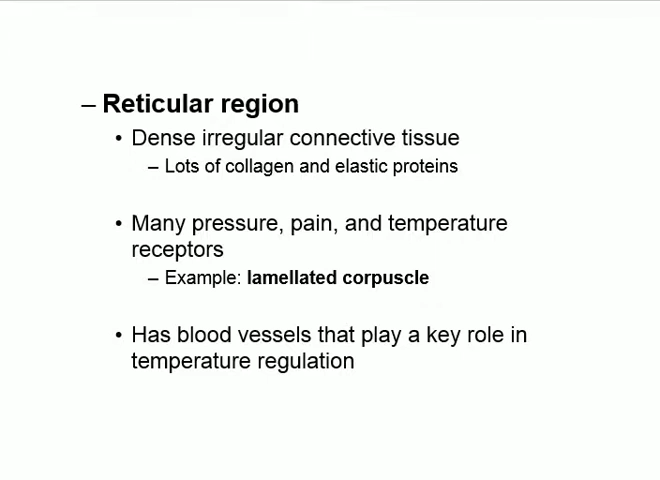 – Reticular region
• Dense irregular connective tissue
– Lots of collagen and elastic proteins
• Many pressure, pain, and temperature
receptors
– Example: lamellated corpuscle
• Has blood vessels that play a key role in
temperature regulation